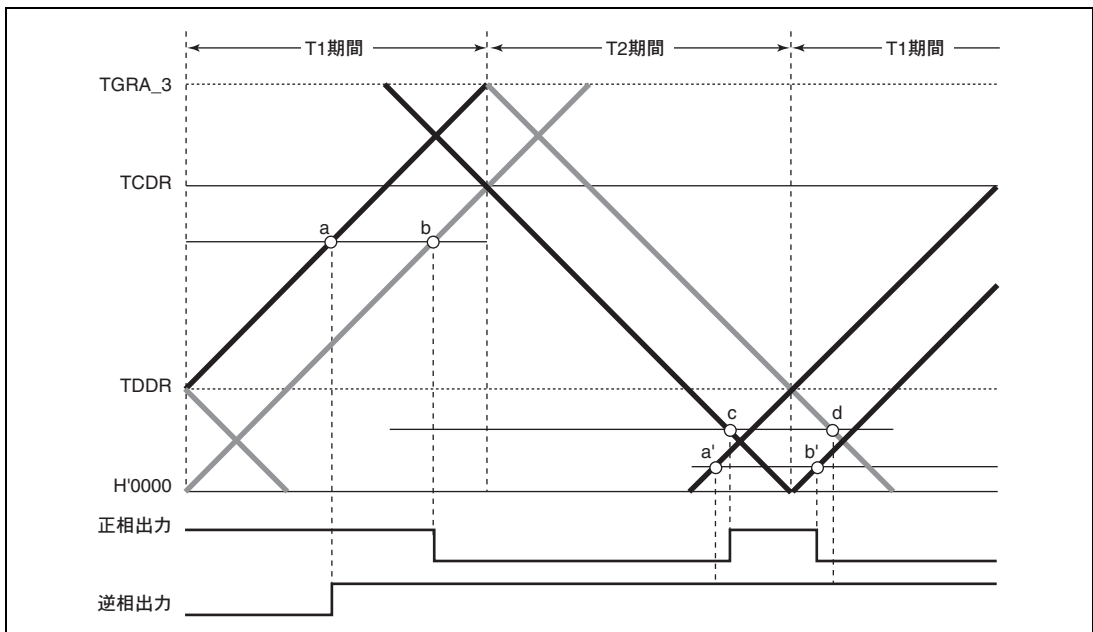 T1期間
T2期間
T1期間
TGRA_3
TCDR
a
b
TDDR
c
d
a'
b'
H'0000
正相出力
逆相出力